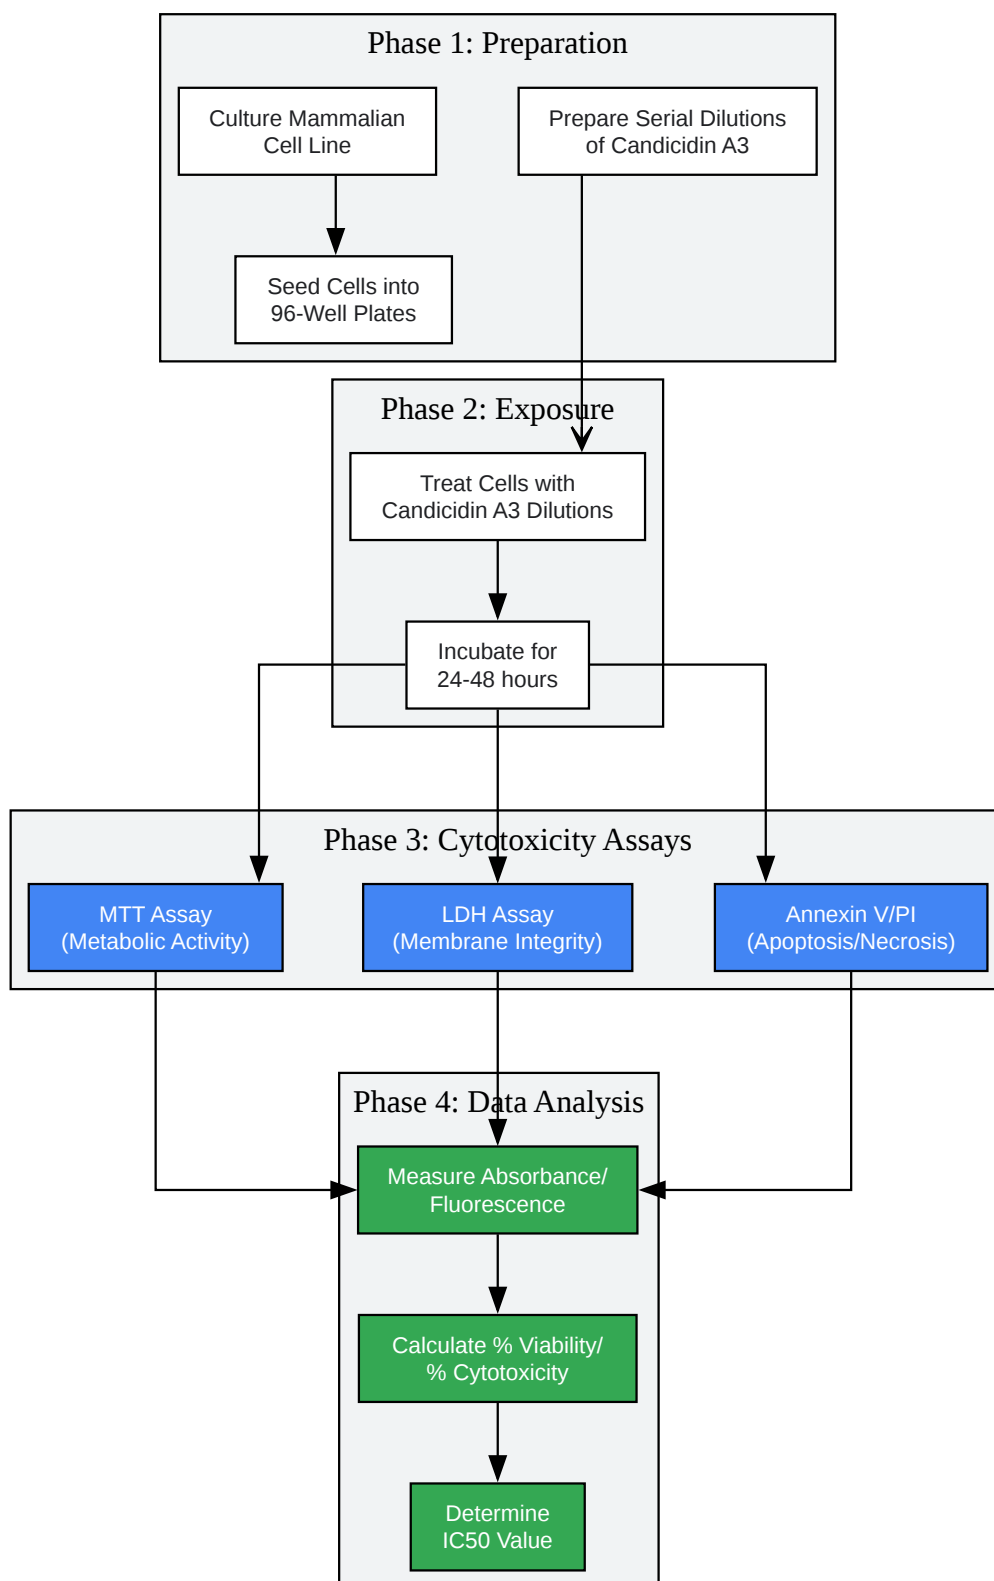 Phase 1: Preparation
Culture Mammalian
Cell Line
Prepare Serial Dilutions
of Candicidin A3
Seed Cells into
96-Well Plates
Phase 2: Exposure
Treat Cells with
Candicidin A3 Dilutions
Incubate for
24-48 hours
Phase 3: Cytotoxicity Assays
MTT Assay
(Metabolic Activity)
LDH Assay
(Membrane Integrity)
Annexin V/PI
(Apoptosis/Necrosis)
Phase 4: Data Analysis
Measure Absorbance/
Fluorescence
Calculate % Viability/
% Cytotoxicity
Determine
IC50 Value